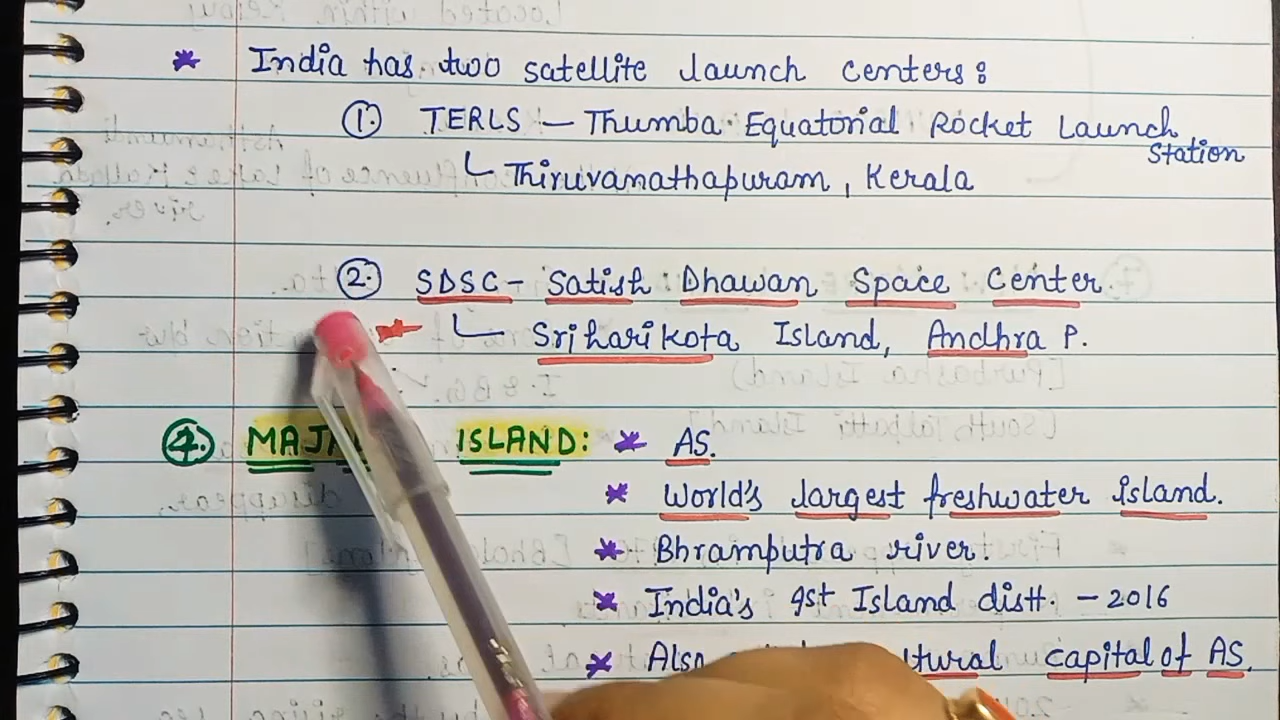 * India has two satellite launch centers:
①. TERLS – Thumba Equatorial Rocket Launch Station
Thiruvanathapuram, Kerala
②. SDSC- Satish Dhawan Space Center
Sriharikota Island, Andhra P.
④. ISLAND: * AS.
* World's largest freshwater island.
* Bhramputra river.
* India's 1st Island distt. – 2016
* Also capital of AS.